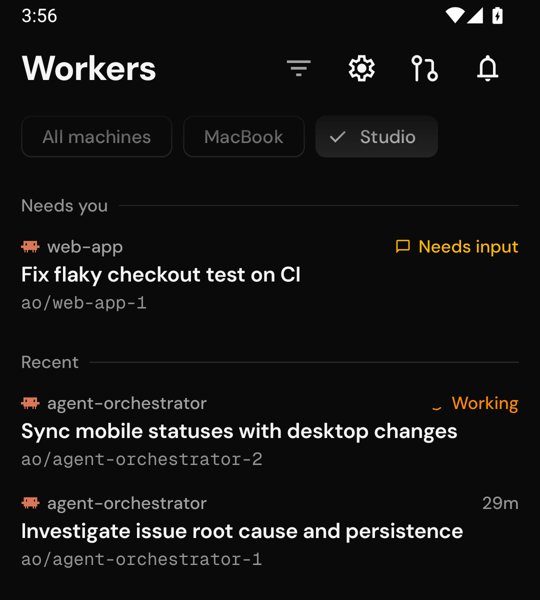 3:56
Workers
All machines MacBook Studio
Needs you
web-app Needs input
Fix flaky checkout test on CI
ao/web-app-1
Recent
agent-orchestrator Working
Sync mobile statuses with desktop changes
ao/agent-orchestrator-2
agent-orchestrator 29m
Investigate issue root cause and persistence
ao/agent-orchestrator-1